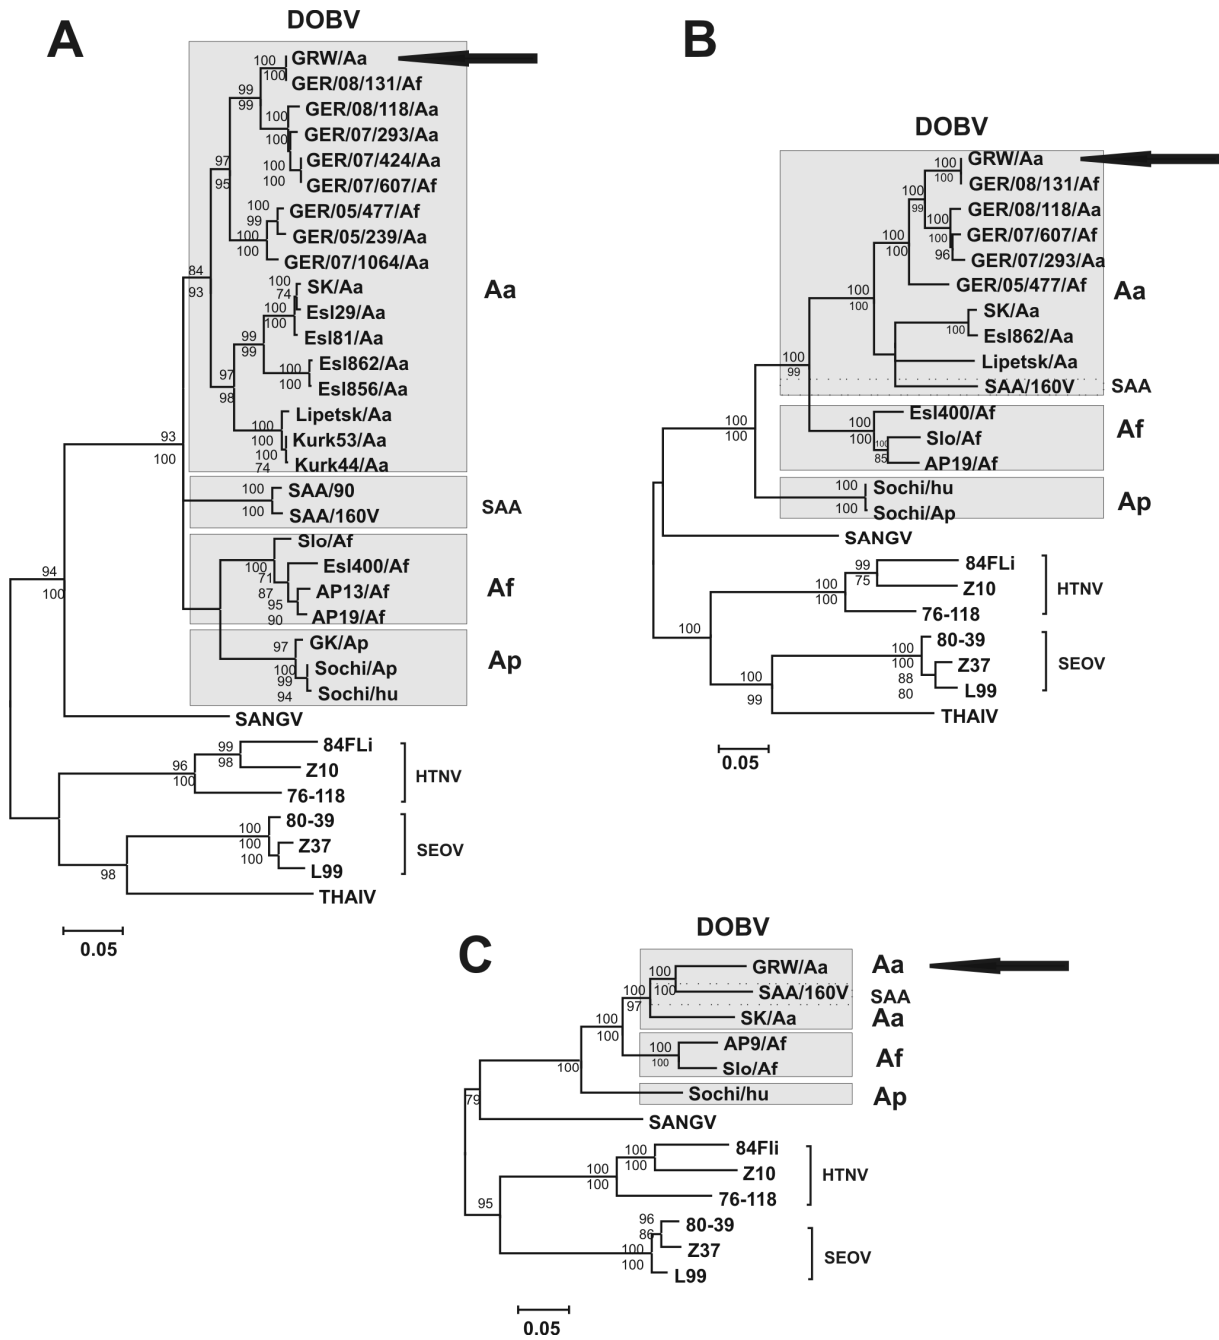 A
DOBV
100
GRW/Aa
100
GER/08/131/Af
99
99
GER/08/118/Aa
100
100
GER/07/293/Aa
97
100
GER/07/424/Aa
95
100
GER/07/607/Af
100
GER/05/477/Af
99
100
GER/05/239/Aa
100
GER/07/1064/Aa
84
93
100
SK/Aa
74
100
Esl29/Aa
100
Esl81/Aa
99
99
100
Esl862/Aa
100
Esl856/Aa
97
98
Lipetsk/Aa
100
Kurk53/Aa
100
74
Kurk44/Aa
Aa
93
100
100
SAA/90
100
SAA/160V
SAA
Slo/Af
100
Esl400/Af
71
87
AP13/Af
95
90
AP19/Af
Af
94
100
97
GK/Ap
100
Sochi/Ap
99
94
Sochi/hu
Ap
SANGV
99
84FLi
98
Z10
96
100
76-118
HTNV
80-39
100
100
Z37
100
L99
SEOV
98
THAIV
0.05
B
DOBV
100
GRW/Aa
100
GER/08/131/Af
100
99
GER/08/118/Aa
100
GER/07/607/Af
96
GER/07/293/Aa
100
100
GER/05/477/Af
Aa
100
100
SK/Aa
100
Esl862/Aa
Lipetsk/Aa
100
99
SAA/160V
SAA
100
Esl400/Af
100
100
Slo/Af
85
AP19/Af
Af
100
100
100
Sochi/hu
100
Sochi/Ap
Ap
SANGV
99
84FLi
75
Z10
100
100
76-118
HTNV
100
80-39
100
100
Z37
88
80
L99
SEOV
100
99
THAIV
0.05
C
DOBV
100
GRW/Aa
Aa
100
SAA/160V
SAA
100
97
SK/Aa
Aa
100
100
100
AP9/Af
100
Slo/Af
Af
100
Sochi/hu
Ap
79
SANGV
100
84Fli
100
Z10
100
100
76-118
HTNV
95
96
80-39
86
100
Z37
100
L99
SEOV
0.05